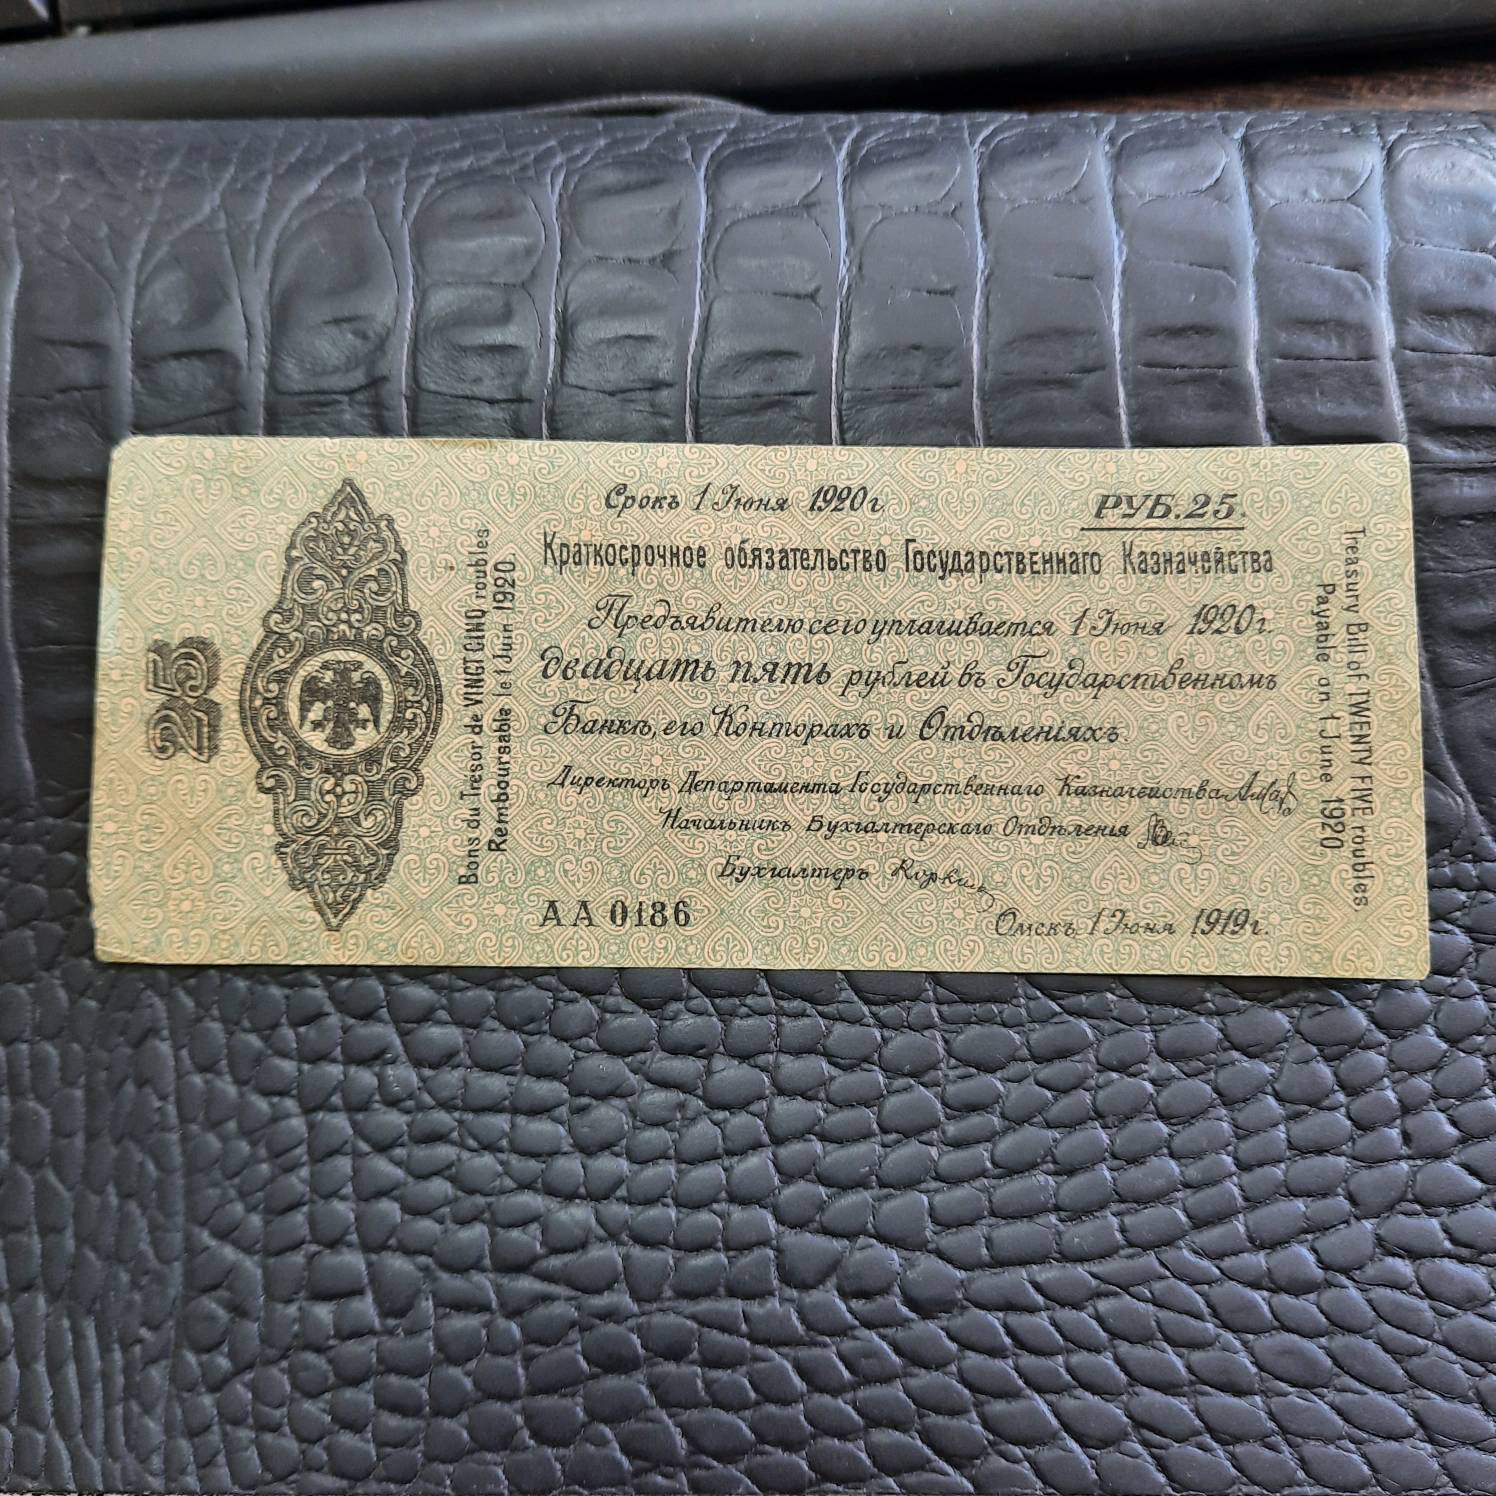 25
Bons du Trésor de VINGT CINQ roubles
Remboursable le 1 Juin 1920.
Срокъ 1 Іюня 1920 г.
РУБ. 25.
Краткосрочное обязательство Государственнаго Казначейства
Предъявителю сего уплачивается 1 Іюня 1920 г.
двадцать пять рублей въ Государственномъ
Банкѣ, его Конторахъ и Отдѣленіяхъ.
Директоръ Департамента Государственнаго Казначейства
Начальникъ Бухгалтерскаго Отдѣленія
Бухгалтеръ
АА 0186
Омскъ, 1 Іюня 1919 г.
Treasury Bill of TWENTY FIVE roubles
Payable on 1 June 1920